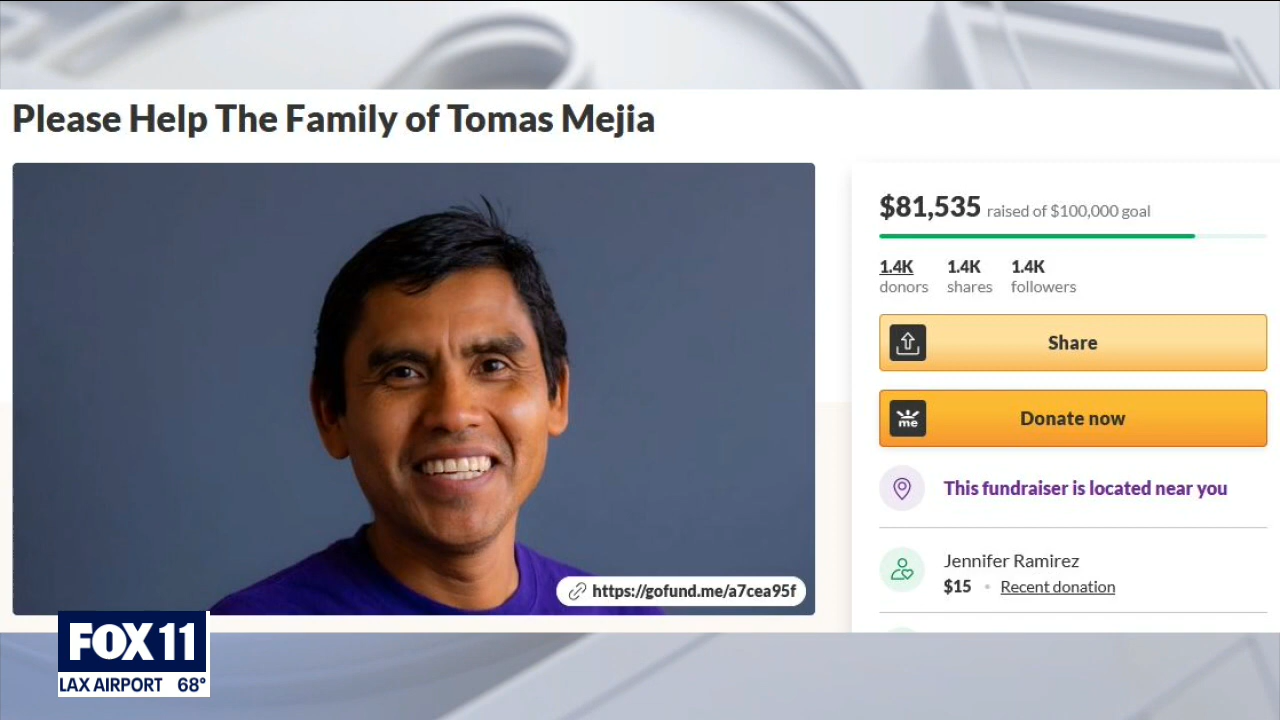 Please Help The Family of Tomas Mejia
$81,535 raised of $100,000 goal
1.4K 1.4K 1.4K
donors shares followers
Share
me Donate now
This fundraiser is located near you
Jennifer Ramirez
$15 • Recent donation
https://gofund.me/a7cea95f
FOX 11
LAX AIRPORT 68°